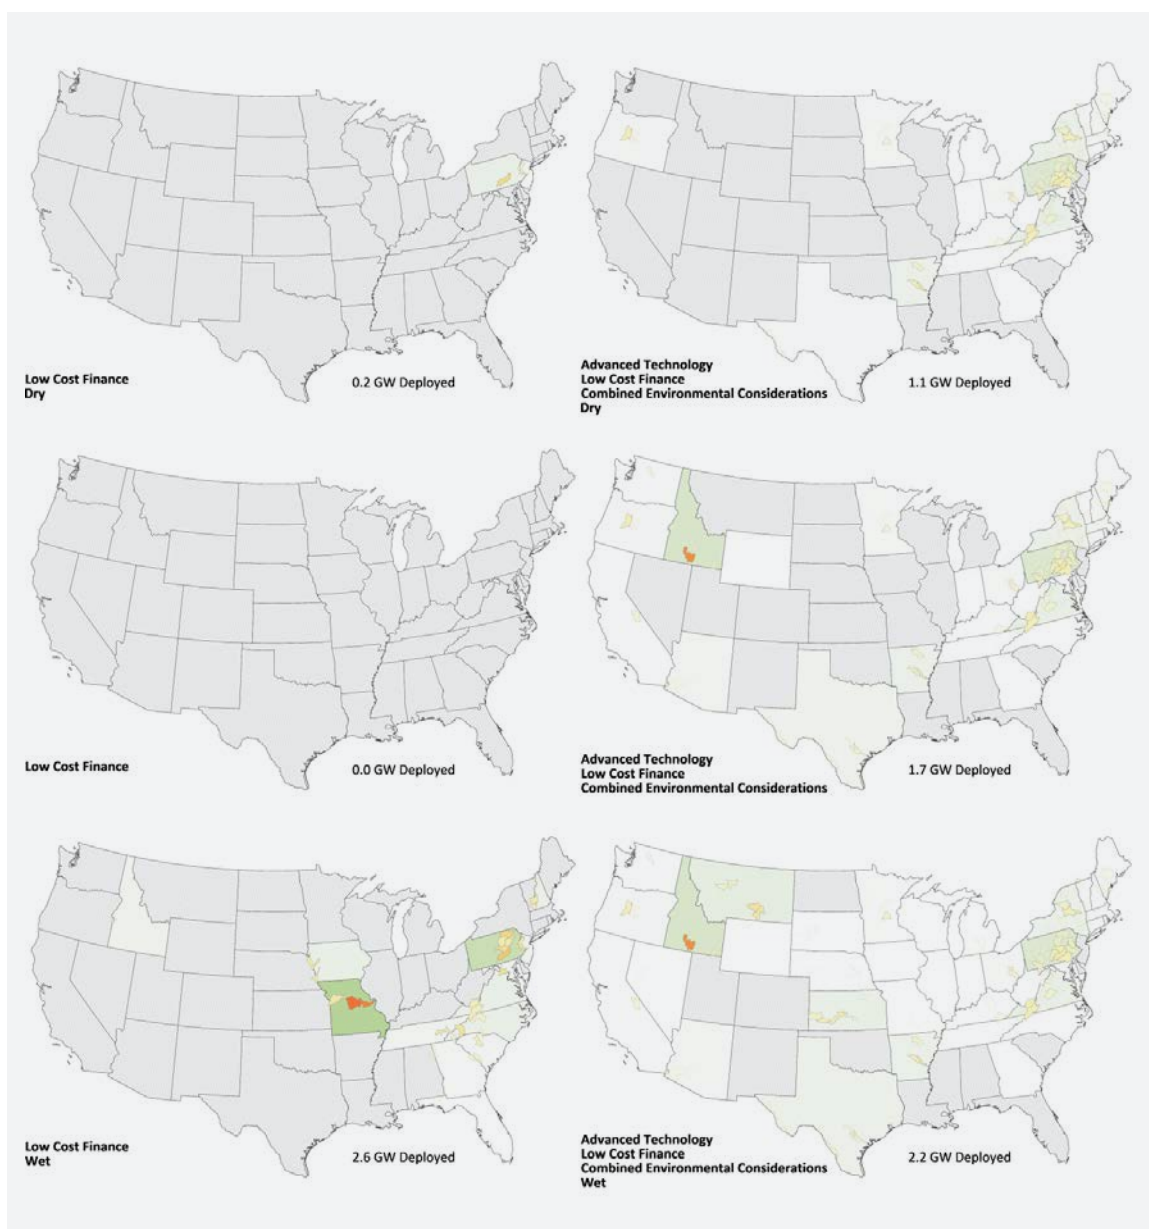 Low Cost Finance
Dry
0.2 GW Deployed
Advanced Technology
Low Cost Finance
Combined Environmental Considerations
Dry
1.1 GW Deployed
Low Cost Finance
0.0 GW Deployed
Advanced Technology
Low Cost Finance
Combined Environmental Considerations
1.7 GW Deployed
Low Cost Finance
Wet
2.6 GW Deployed
Advanced Technology
Low Cost Finance
Combined Environmental Considerations
Wet
2.2 GW Deployed